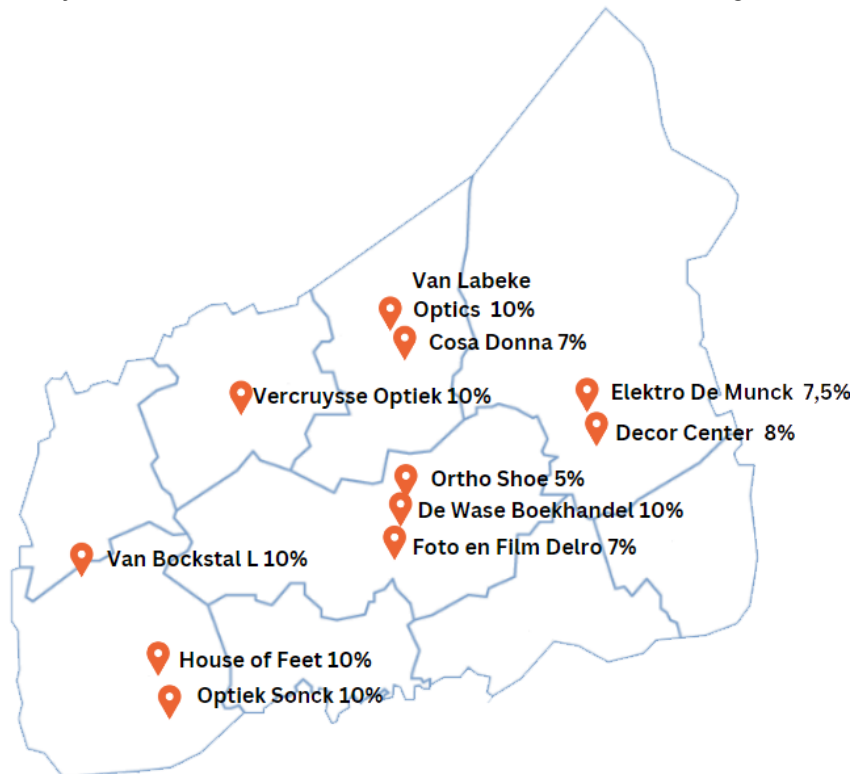 Van Labeke
Optics 10%
Cosa Donna 7%
Elektro De Munck 7,5%
Vercruysse Optiek 10%
Decor Center 8%
Ortho Shoe 5%
De Wase Boekhandel 10%
Foto en Film Delro 7%
Van Bockstal L 10%
House of Feet 10%
Optiek Sonck 10%